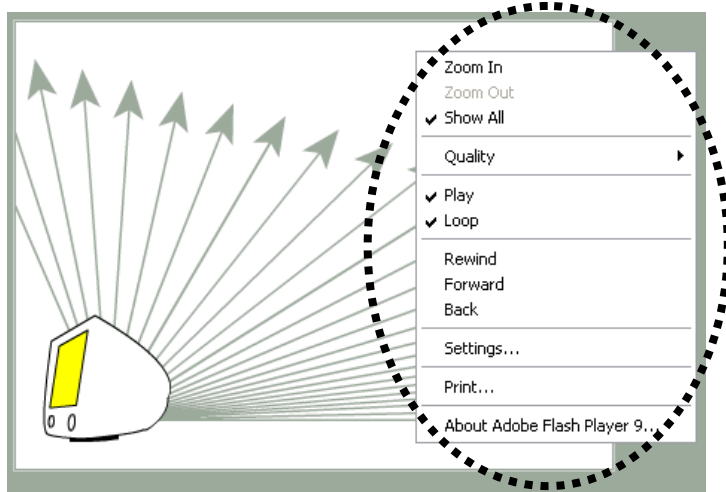 Zoom In
Zoom Out
Show All
Quality
Play
Loop
Rewind
Forward
Back
Settings...
Print...
About Adobe Flash Player 9...